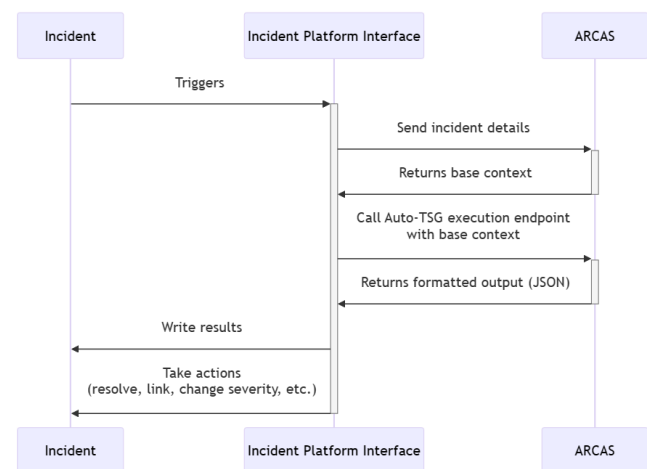 Incident
Incident Platform Interface
ARCAS
Triggers
Send incident details
Returns base context
Call Auto-TSG execution endpoint
with base context
Returns formatted output (JSON)
Write results
Take actions
(resolve, link, change severity, etc.)
Incident
Incident Platform Interface
ARCAS